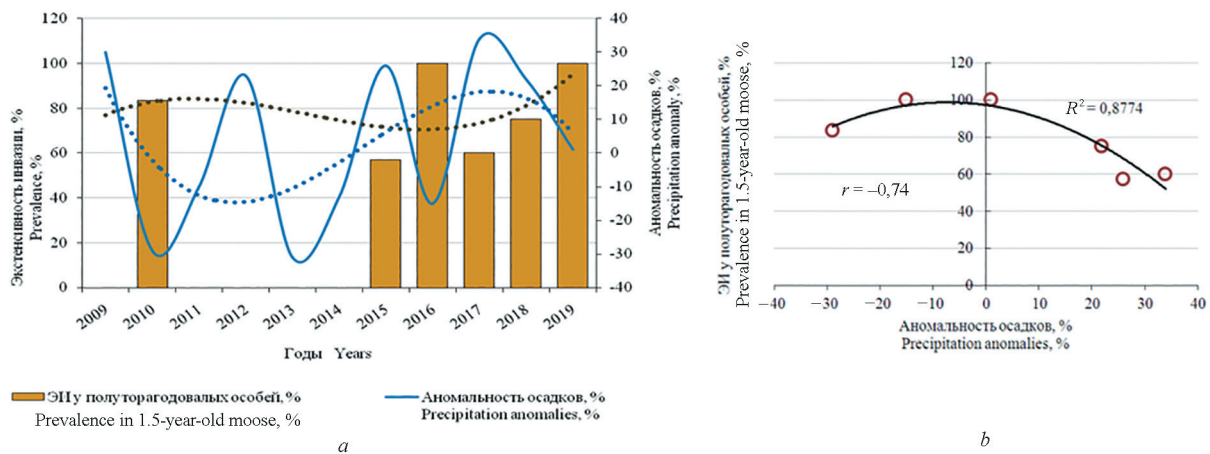 120
100
80
60
40
20
0
Экстенсивность инвазии, %
Prevalence, %
40
30
20
10
0
-10
-20
-30
-40
Аномальность осадков, %
Precipitation anomaly, %
2009
2010
2011
2012
2013
2014
2015
2016
2017
2018
2019
Годы Years
ЭИ у полуторагодовалых особей, %
Prevalence in 1.5-year-old moose, %
Аномальность осадков, %
Precipitation anomalies, %
a
ЭИ у полуторагодовалых особей, %
Prevalence in 1.5-year-old moose, %
120
100
80
60
40
20
0
R² = 0,8774
r = –0,74
−40
−30
−20
−10
0
10
20
30
40
Аномальность осадков, %
Precipitation anomalies, %
b